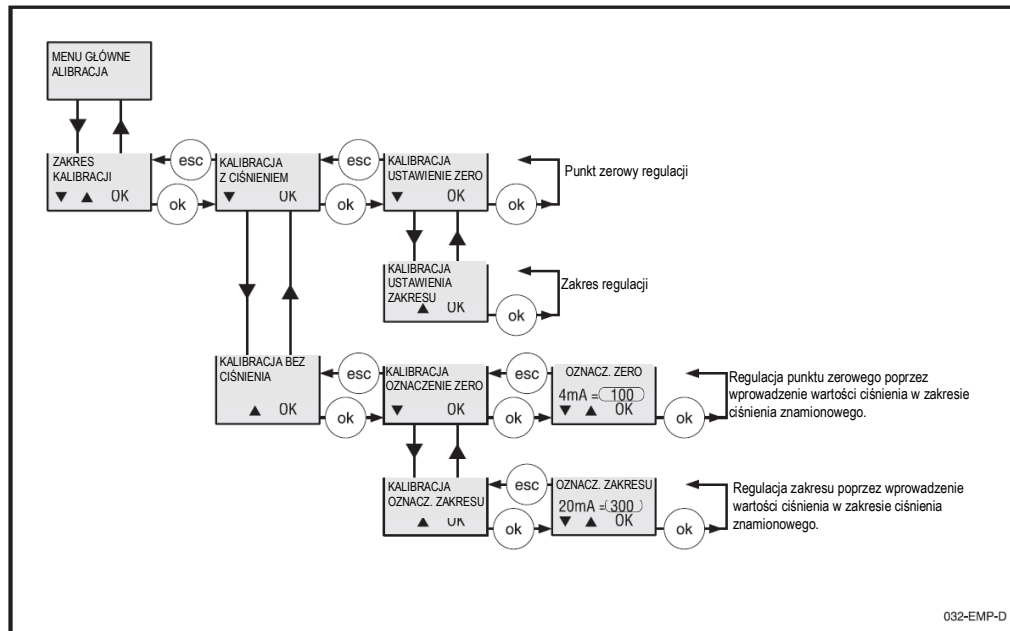 MENU GŁÓWNE
ALIBRACJA
ZAKRES
KALIBRACJI
▼ ▲ OK
esc
ok
KALIBRACJA
Z CIŚNIENIEM
▼ OK
esc
ok
KALIBRACJA
USTAWIENIE ZERO
▼ OK
ok
Punkt zerowy regulacji
KALIBRACJA
USTAWIENIA
ZAKRESU
▲ OK
ok
Zakres regulacji
KALIBRACJA BEZ
CIŚNIENIA
▲ OK
esc
ok
KALIBRACJA
OZNACZENIE ZERO
▼ OK
esc
ok
OZNACZ. ZERO
4mA = 100
▼ ▲ OK
ok
Regulacja punktu zerowego poprzez
wprowadzenie wartości ciśnienia w zakresie
ciśnienia znamionowego.
KALIBRACJA
OZNACZ. ZAKRESU
▲ OK
esc
ok
OZNACZ. ZAKRESU
20mA = 300
▼ ▲ OK
ok
Regulacja zakresu poprzez wprowadzenie
wartości ciśnienia w zakresie ciśnienia
znamionowego.
032-EMP-D